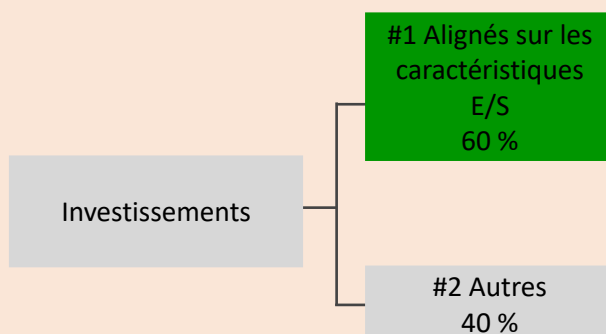 #1 Alignés sur les
caractéristiques
E/S
60 %
Investissements
#2 Autres
40 %